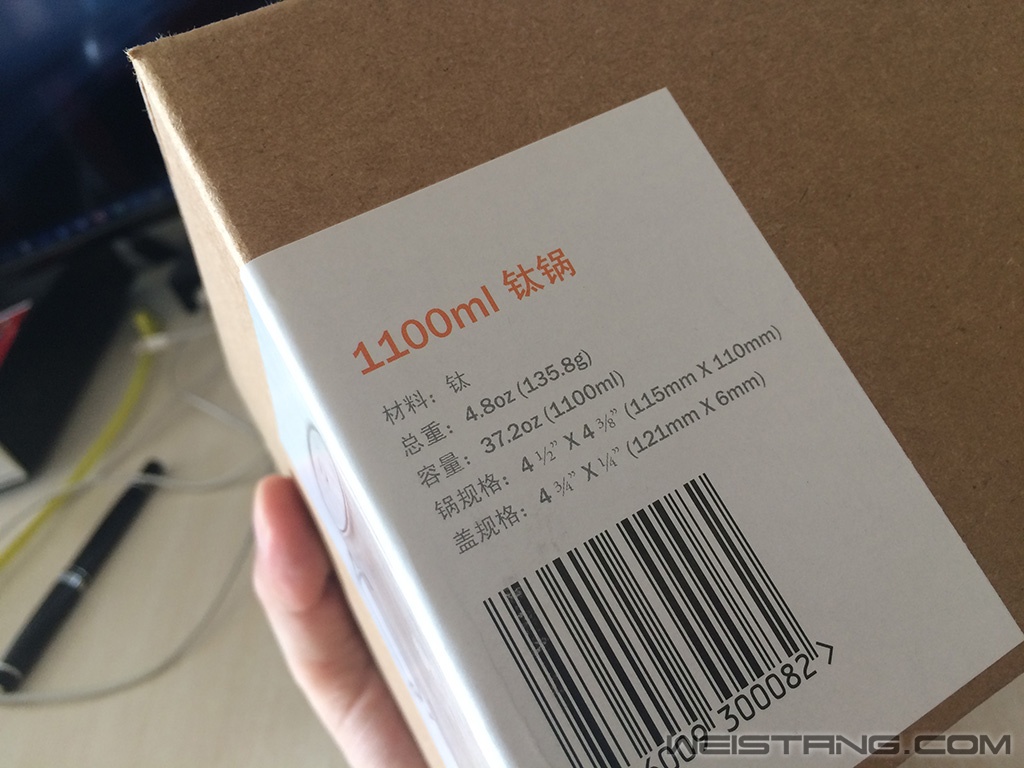 1100ml 钛锅
材料：钛
总重：4.8oz (135.8g)
容量：37.2oz (1100ml)
锅规格：4 ½” X 4 ⅜” (115mm X 110mm)
盖规格：4 ¾” X ¼” (121mm X 6mm)
6009 300082 >
WEISTANG.COM